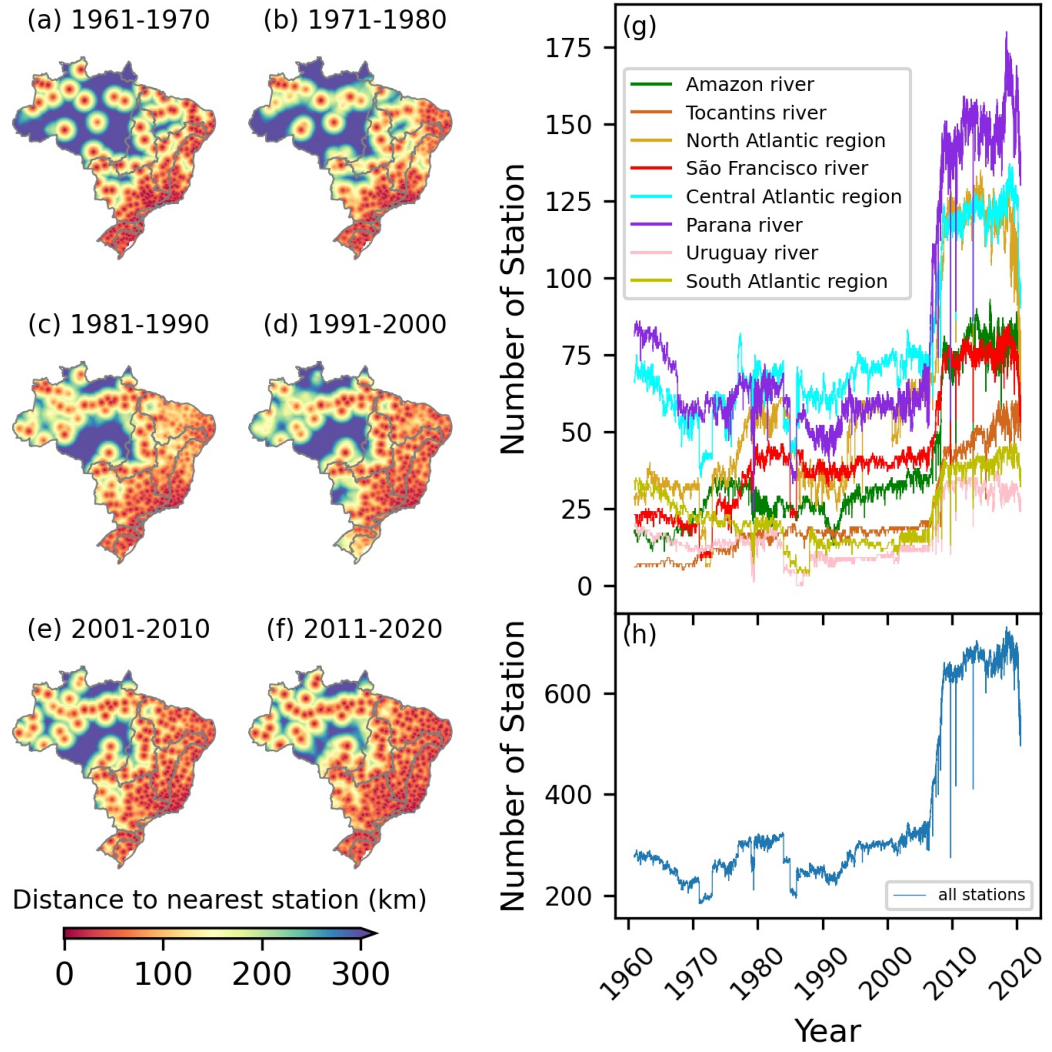 (a) 1961-1970
(b) 1971-1980
(c) 1981-1990
(d) 1991-2000
(e) 2001-2010
(f) 2011-2020
Distance to nearest station (km)
0 100 200 300
(g)
Number of Station
175
150
125
100
75
50
25
0
Amazon river
Tocantins river
North Atlantic region
São Francisco river
Central Atlantic region
Parana river
Uruguay river
South Atlantic region
(h)
Number of Station
600
400
200
all stations
1960 1970 1980 1990 2000 2010 2020
Year